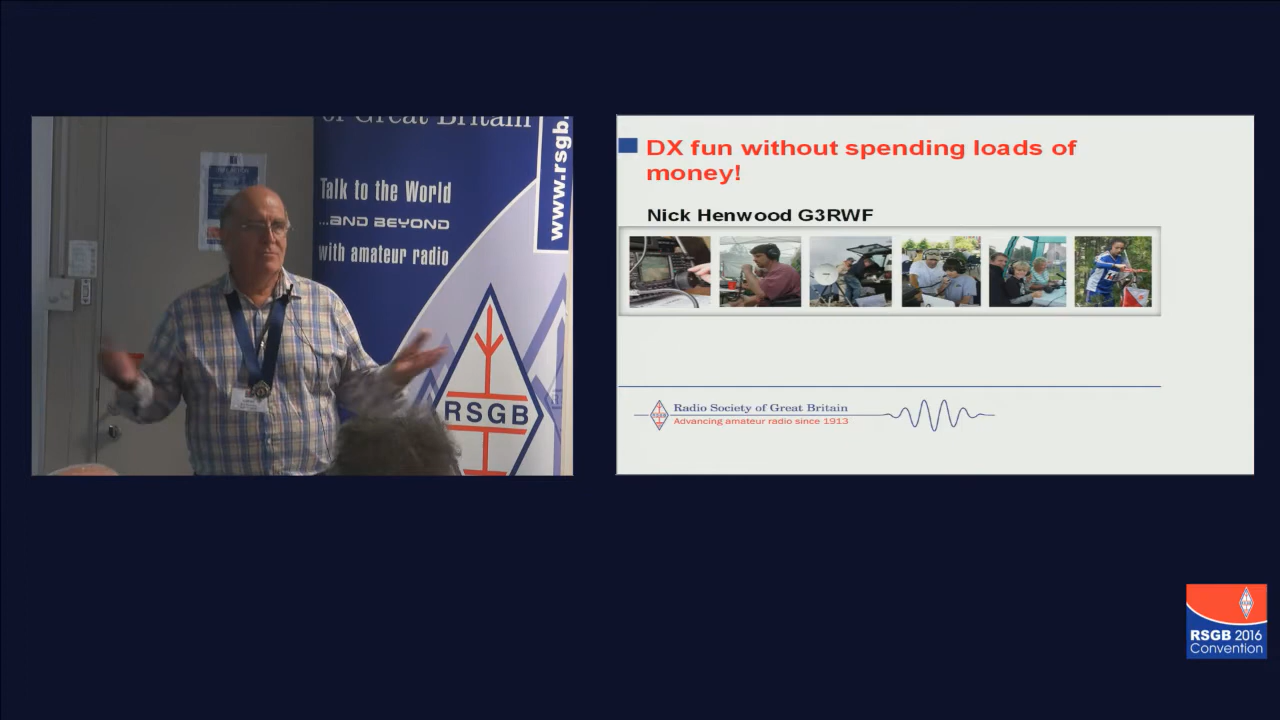 of Great Britain
www.rsgb.
Talk to the World
...AND BEYOND
with amateur radio
RSGB
DX fun without spending loads of
money!
Nick Henwood G3RWF
RSGB
Radio Society of Great Britain
Advancing amateur radio since 1913
RSGB 2016
Convention